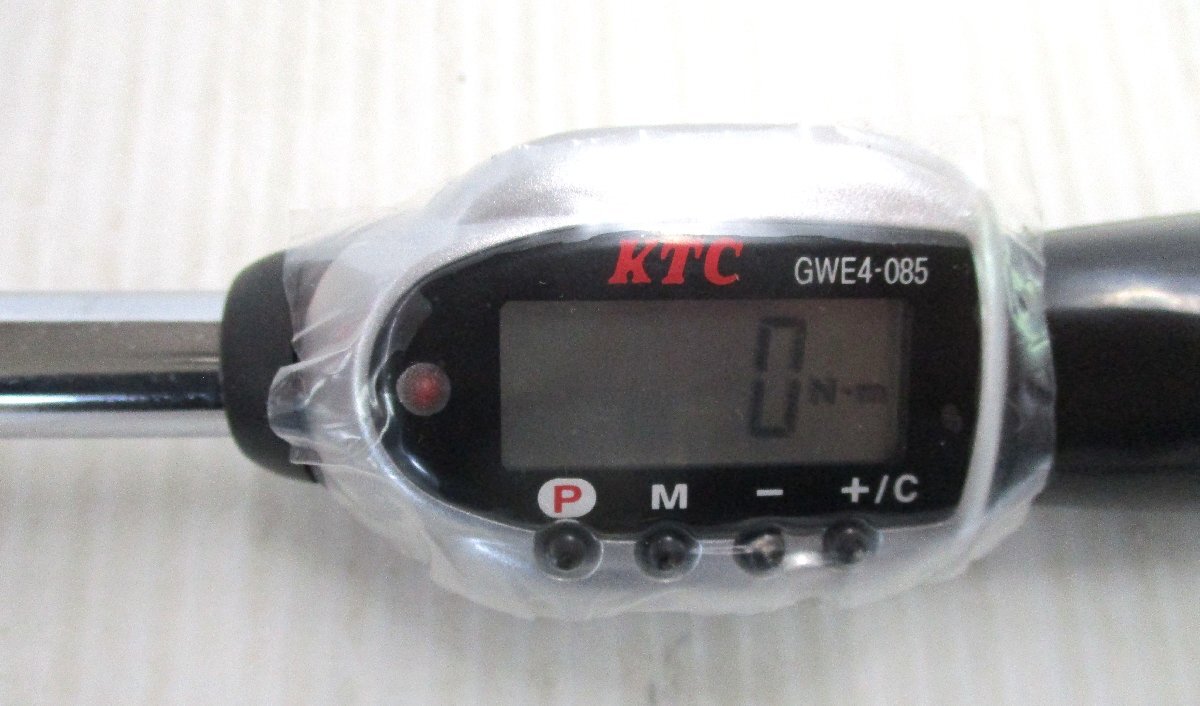 KTC GWE4-085
0 N·m
P M − +/C